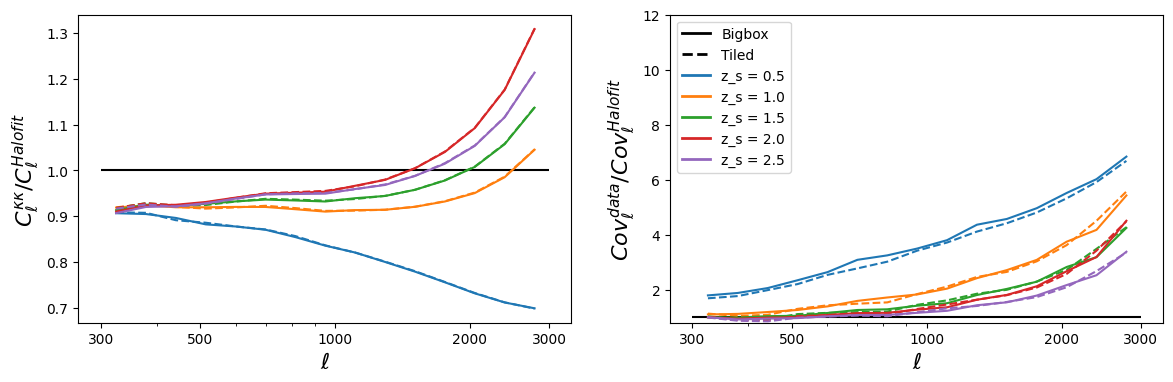 1.3
1.2
1.1
1.0
0.9
0.8
0.7
300
500
1000
2000
3000
ℓ
C_ℓ^{κκ}/C_ℓ^{Halofit}
12
10
8
6
4
2
300
500
1000
2000
3000
ℓ
Cov_ℓ^{data}/Cov_ℓ^{Halofit}
Bigbox
Tiled
z_s = 0.5
z_s = 1.0
z_s = 1.5
z_s = 2.0
z_s = 2.5